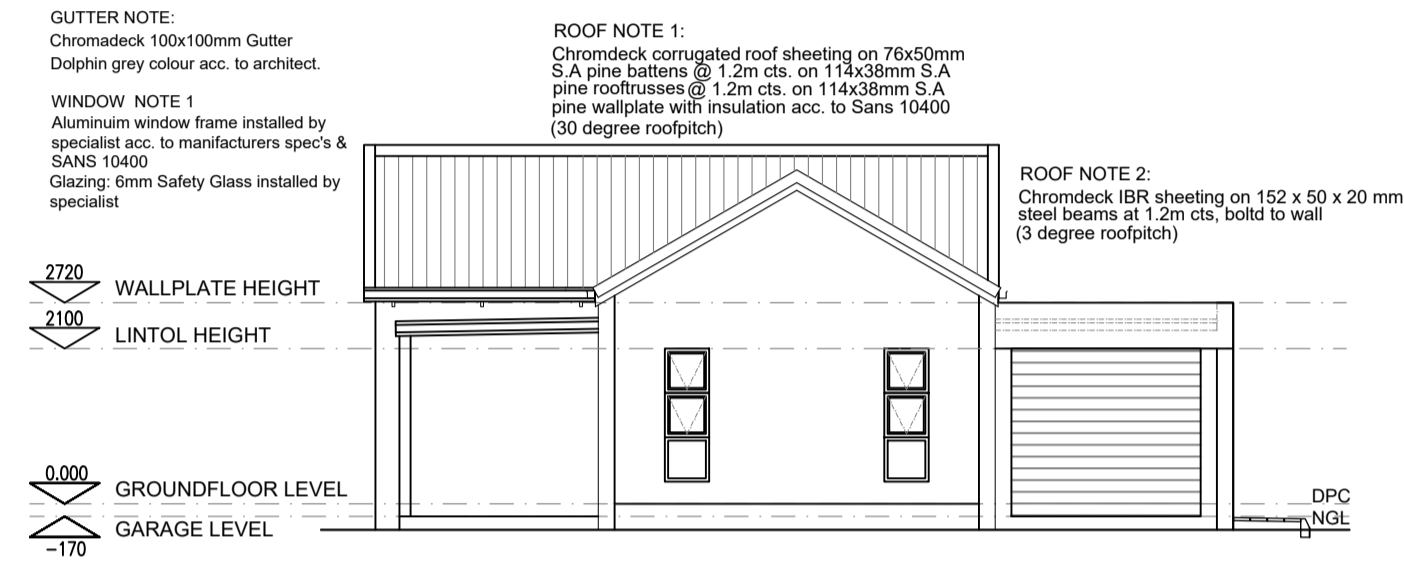 GUTTER NOTE:
Chromadeck 100x100mm Gutter
Dolphin grey colour acc. to architect.
WINDOW NOTE 1
Aluminuim window frame installed by
specialist acc. to manifacturers spec's &
SANS 10400
Glazing: 6mm Safety Glass installed by
specialist
ROOF NOTE 1:
Chromdeck corrugated roof sheeting on 76x50mm
S.A pine battens @ 1.2m cts. on 114x38mm S.A
pine rooftrusses @ 1.2m cts. on 114x38mm S.A
pine wallplate with insulation acc. to Sans 10400
(30 degree roofpitch)
ROOF NOTE 2:
Chromdeck IBR sheeting on 152 x 50 x 20 mm
steel beams at 1.2m cts, boltd to wall
(3 degree roofpitch)
2720
WALLPLATE HEIGHT
2100
LINTOL HEIGHT
0.000
GROUNDFLOOR LEVEL
GARAGE LEVEL
-170
DPC
NGL